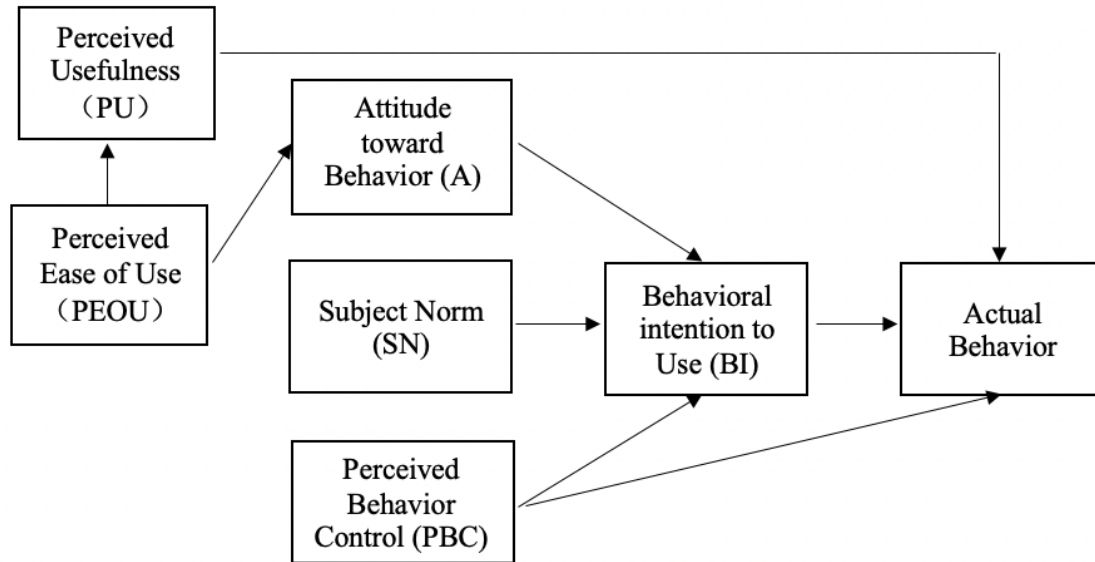 Perceived
Usefulness
（PU）
Attitude
toward
Behavior (A)
Perceived
Ease of Use
（PEOU）
Subject Norm
(SN)
Behavioral
intention to
Use (BI)
Actual
Behavior
Perceived
Behavior
Control (PBC)